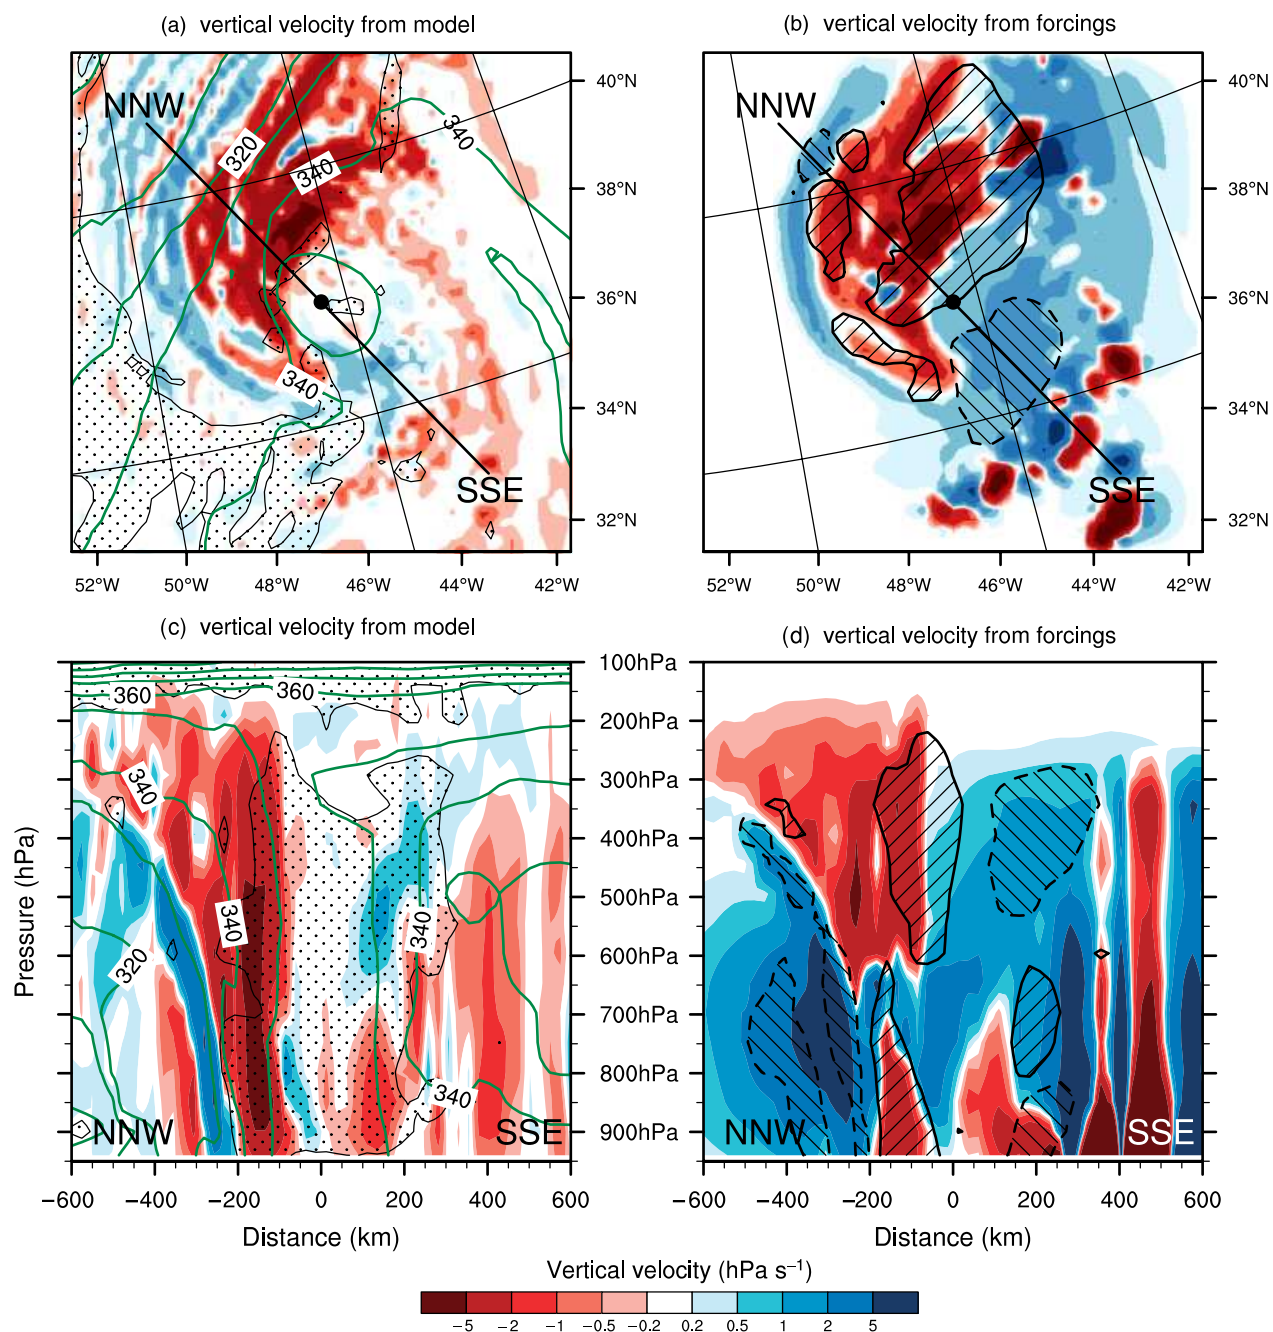 (a) vertical velocity from model
(b) vertical velocity from forcings
NNW
320
340
340
340
SSE
40°N
38°N
36°N
34°N
32°N
52°W
50°W
48°W
46°W
44°W
42°W
NNW
SSE
40°N
38°N
36°N
34°N
32°N
52°W
50°W
48°W
46°W
44°W
42°W
(c) vertical velocity from model
(d) vertical velocity from forcings
Pressure (hPa)
360
360
340
340
340
320
340
NNW
SSE
100hPa
200hPa
300hPa
400hPa
500hPa
600hPa
700hPa
800hPa
900hPa
NNW
SSE
−600 −400 −200 0 200 400 600
−600 −400 −200 0 200 400 600
Distance (km)
Distance (km)
Vertical velocity (hPa s⁻¹)
−5 −2 −1 −0.5 −0.2 0.2 0.5 1 2 5